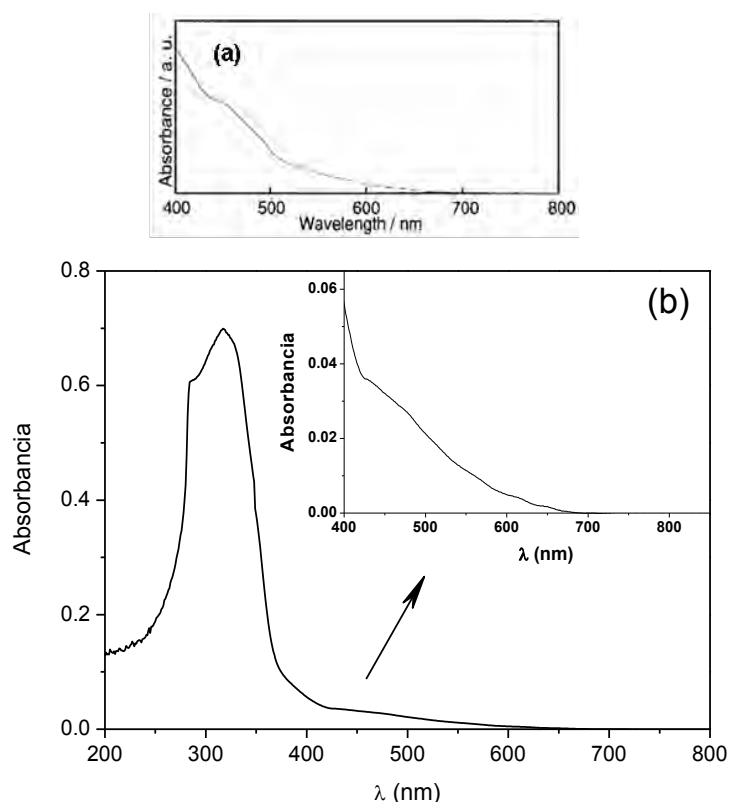 (a)
Absorbance / a. u.
400 500 600 700 800
Wavelength / nm
(b)
0.8
0.6
0.4
0.2
0.0
Absorbancia
200 300 400 500 600 700 800
λ (nm)
0.06
0.04
0.02
0.00
Absorbancia
400 500 600 700 800
λ (nm)